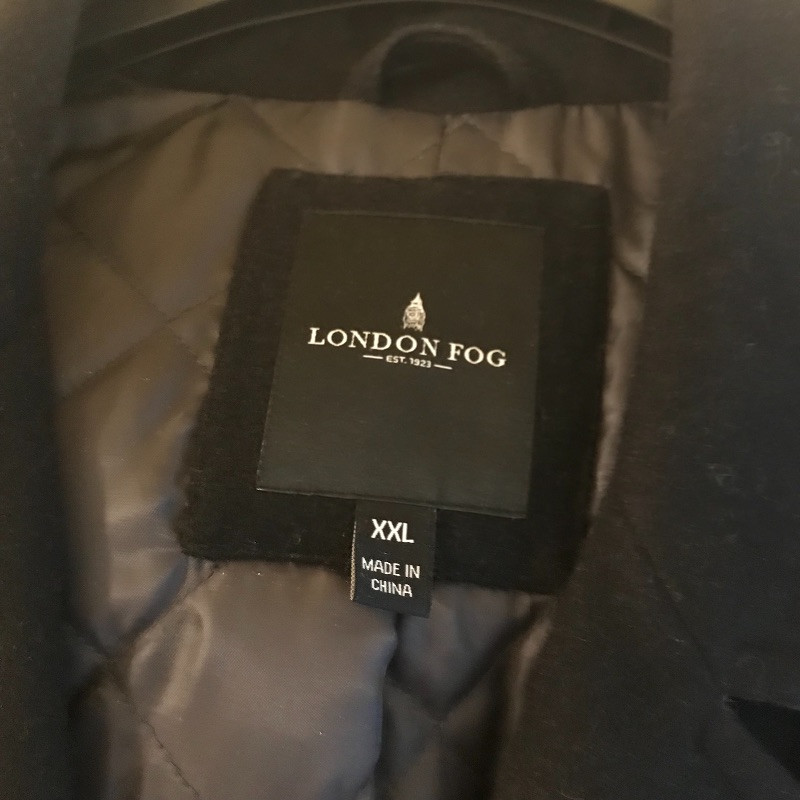 LONDON FOG
EST. 1923
XXL
MADE IN
CHINA